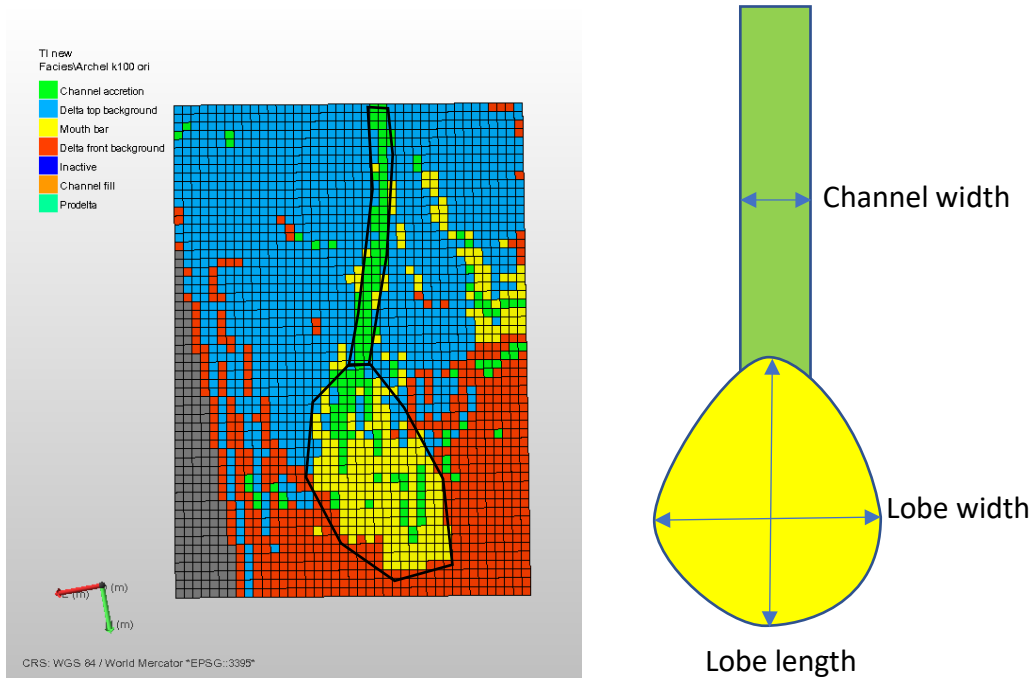 TI new
Facies\Archel k100 ori
Channel accretion
Delta top background
Mouth bar
Delta front background
Inactive
Channel fill
Prodelta
(m)
(m)
(m)
CRS: WGS 84 / World Mercator *EPSG::3395*
Channel width
Lobe width
Lobe length